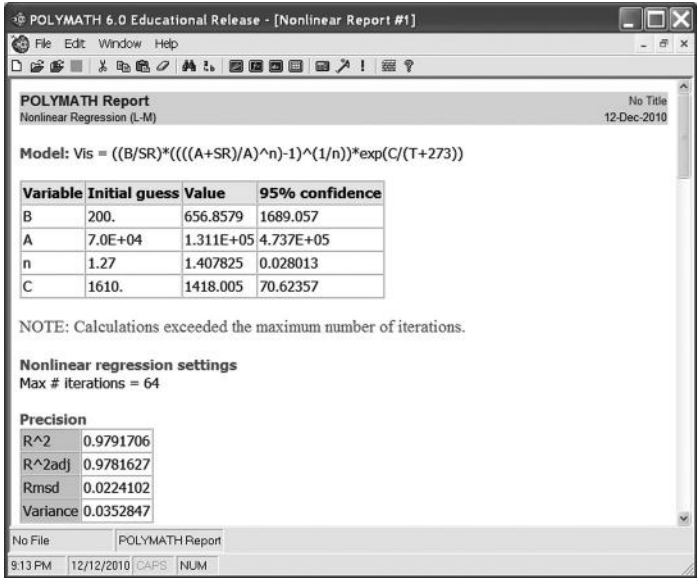 POLYMATH 6.0 Educational Release - [Nonlinear Report #1]
File Edit Window Help
POLYMATH Report No Title
Nonlinear Regression (L-M) 12-Dec-2010
Model: Vis = ((B/SR)*((((A+SR)/A)^n)-1)^(1/n))*exp(C/(T+273))
Variable Initial guess Value 95% confidence
B 200. 656.8579 1689.057
A 7.0E+04 1.311E+05 4.737E+05
n 1.27 1.407825 0.028013
C 1610. 1418.005 70.62357
NOTE: Calculations exceeded the maximum number of iterations.
Nonlinear regression settings
Max # iterations = 64
Precision
R^2 0.9791706
R^2adj 0.9781627
Rmsd 0.0224102
Variance 0.0352847
No File POLYMATH Report
9:13 PM 12/12/2010 CAPS NUM